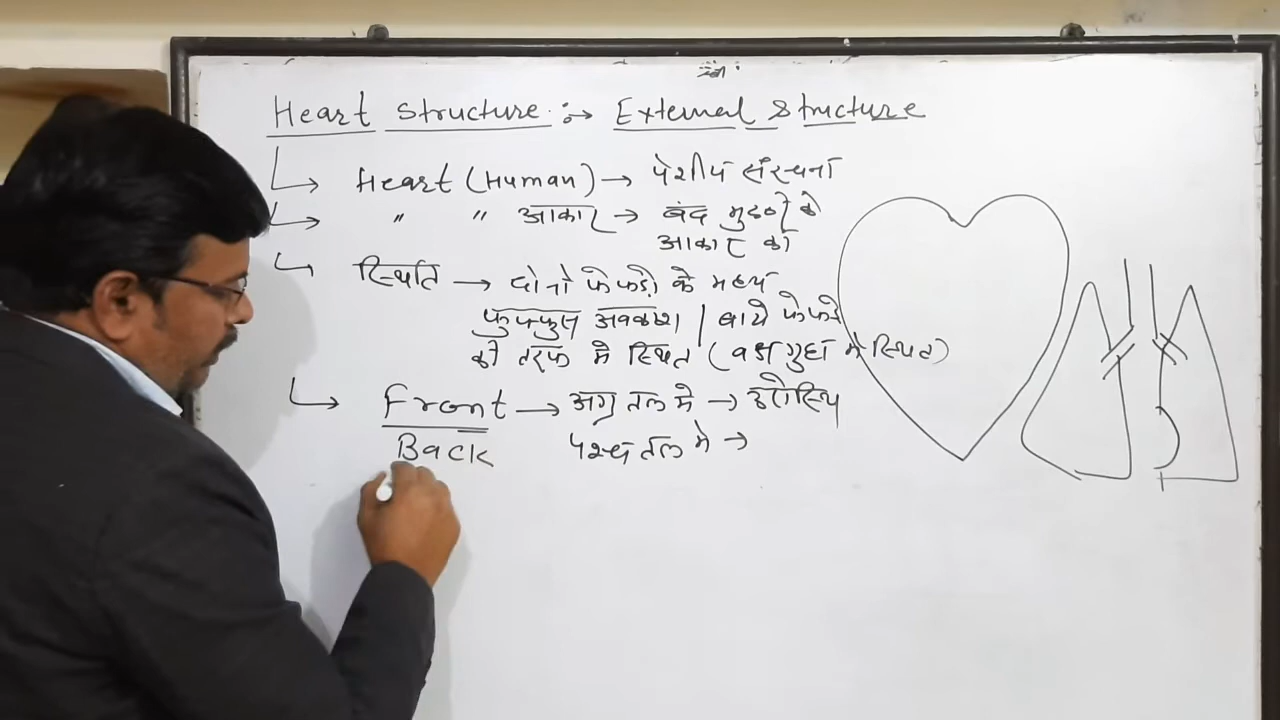 Heart Structure :→ External Structure
Heart (Human) → पेशीय संरचना
" " आकार → बंद मुठ्ठी के
आकार का
स्थिति → दोनो फेफडो के मध्य
फुफ्फुस अवकाश / बाये फेफडे
की तरफ मे स्थित (वक्ष गुहा मे स्थित)
Front → अग्र तल मे → उरोस्थि
Back पश्च तल मे →